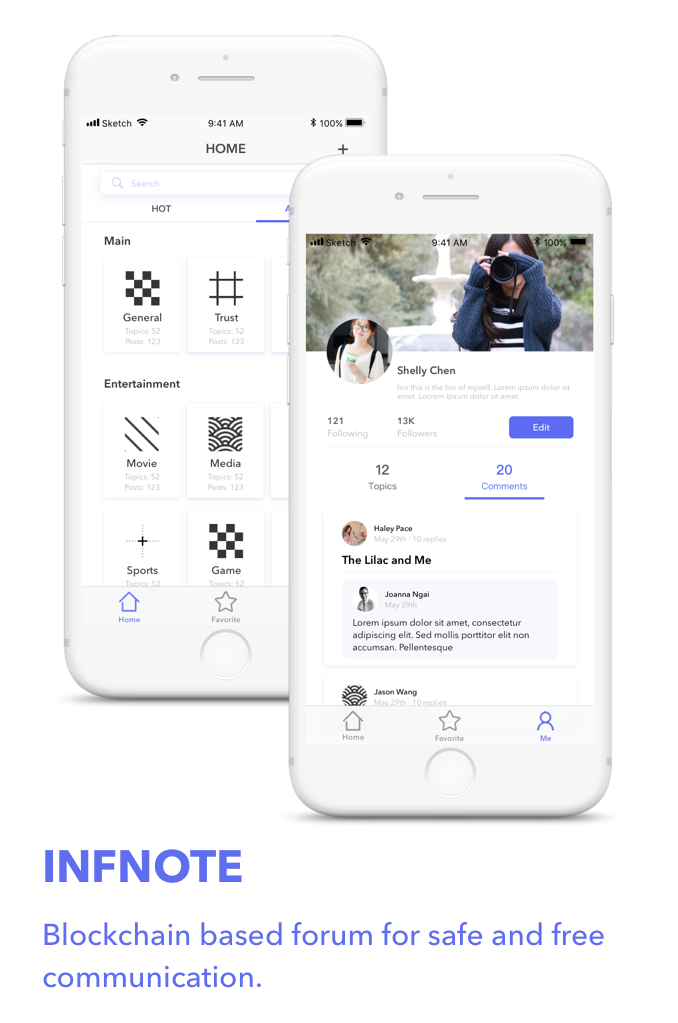 Sketch 9:41 AM 100%
HOME +
Search
HOT
Main
General Trust
Topics: 52 Topics: 52
Posts: 123 Posts: 123
Entertainment
Movie Media
Topics: 52 Topics: 52
Posts: 123 Posts: 123
Sports Game
Topics: 52 Topics: 52
Home Favorite
Sketch 9:41 AM 100%
Shelly Chen
bio this is the bio of myself. Lorem ipsum dolor sit
amet. Locrem ipsum dolor sit amet.
121 13K
Following Followers
Edit
12 20
Topics Comments
Haley Pace
May 29th · 10 replies
The Lilac and Me
Joanna Ngai
May 29th
Lorem ipsum dolor sit amet, consectetur
adipiscing elit. Sed mollis porttitor elit non
accumsan. Pellentesque
Jason Wang
May 29th · 10 replies
Home Favorite Me
INFNOTE
Blockchain based forum for safe and free
communication.